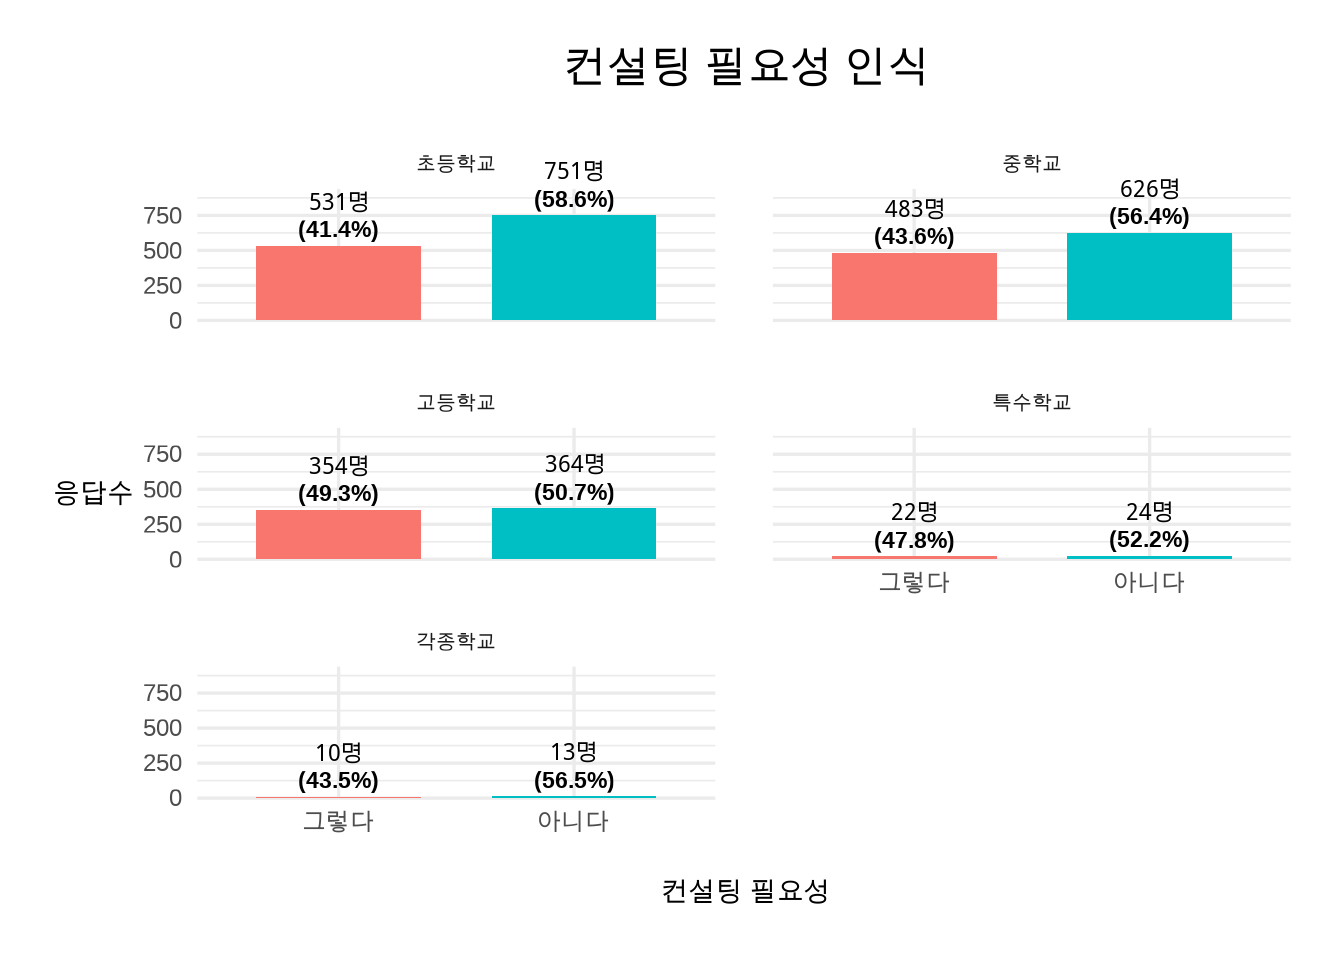 컨설팅 필요성 인식
초등학교
중학교
531명
(41.4%)
751명
(58.6%)
483명
(43.6%)
626명
(56.4%)
750
500
250
0
고등학교
특수학교
354명
(49.3%)
364명
(50.7%)
22명
(47.8%)
24명
(52.2%)
응답수
750
500
250
0
그렇다
아니다
각종학교
10명
(43.5%)
13명
(56.5%)
750
500
250
0
그렇다
아니다
컨설팅 필요성